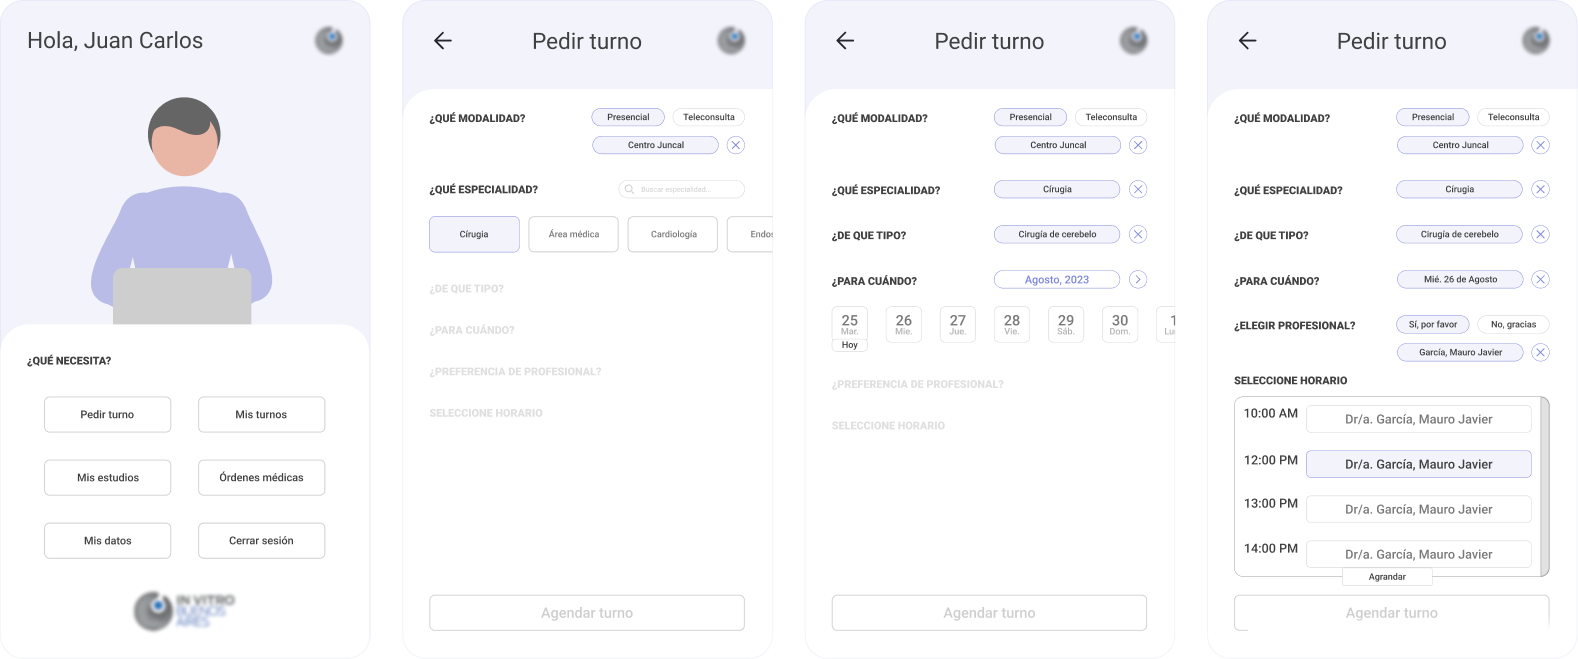 Hola, Juan Carlos
¿QUÉ NECESITA?
Pedir turno
Mis turnos
Mis estudios
Órdenes médicas
Mis datos
Cerrar sesión
IN VITRO
BUENOS
AIRES
Pedir turno
¿QUÉ MODALIDAD?
Presencial
Teleconsulta
Centro Juncal
¿QUÉ ESPECIALIDAD?
Buscar especialidad...
Cirugia
Área médica
Cardiología
Endos
¿DE QUE TIPO?
¿PARA CUÁNDO?
¿PREFERENCIA DE PROFESIONAL?
SELECCIONE HORARIO
Agendar turno
Pedir turno
¿QUÉ MODALIDAD?
Presencial
Teleconsulta
Centro Juncal
¿QUÉ ESPECIALIDAD?
Cirugia
¿DE QUE TIPO?
Cirugía de cerebelo
¿PARA CUÁNDO?
Agosto, 2023
25 26 27 28 29 30 1
Mar. Mie. Jue. Vie. Sáb. Dom. Lu
Hoy
¿PREFERENCIA DE PROFESIONAL?
SELECCIONE HORARIO
Agendar turno
Pedir turno
¿QUÉ MODALIDAD?
Presencial
Teleconsulta
Centro Juncal
¿QUÉ ESPECIALIDAD?
Cirugia
¿DE QUE TIPO?
Cirugía de cerebelo
¿PARA CUÁNDO?
Mié. 26 de Agosto
¿ELEGIR PROFESIONAL?
Sí, por favor
No, gracias
García, Mauro Javier
SELECCIONE HORARIO
10:00 AM Dr/a. García, Mauro Javier
12:00 PM Dr/a. García, Mauro Javier
13:00 PM Dr/a. García, Mauro Javier
14:00 PM Dr/a. García, Mauro Javier
Agrandar
Agendar turno